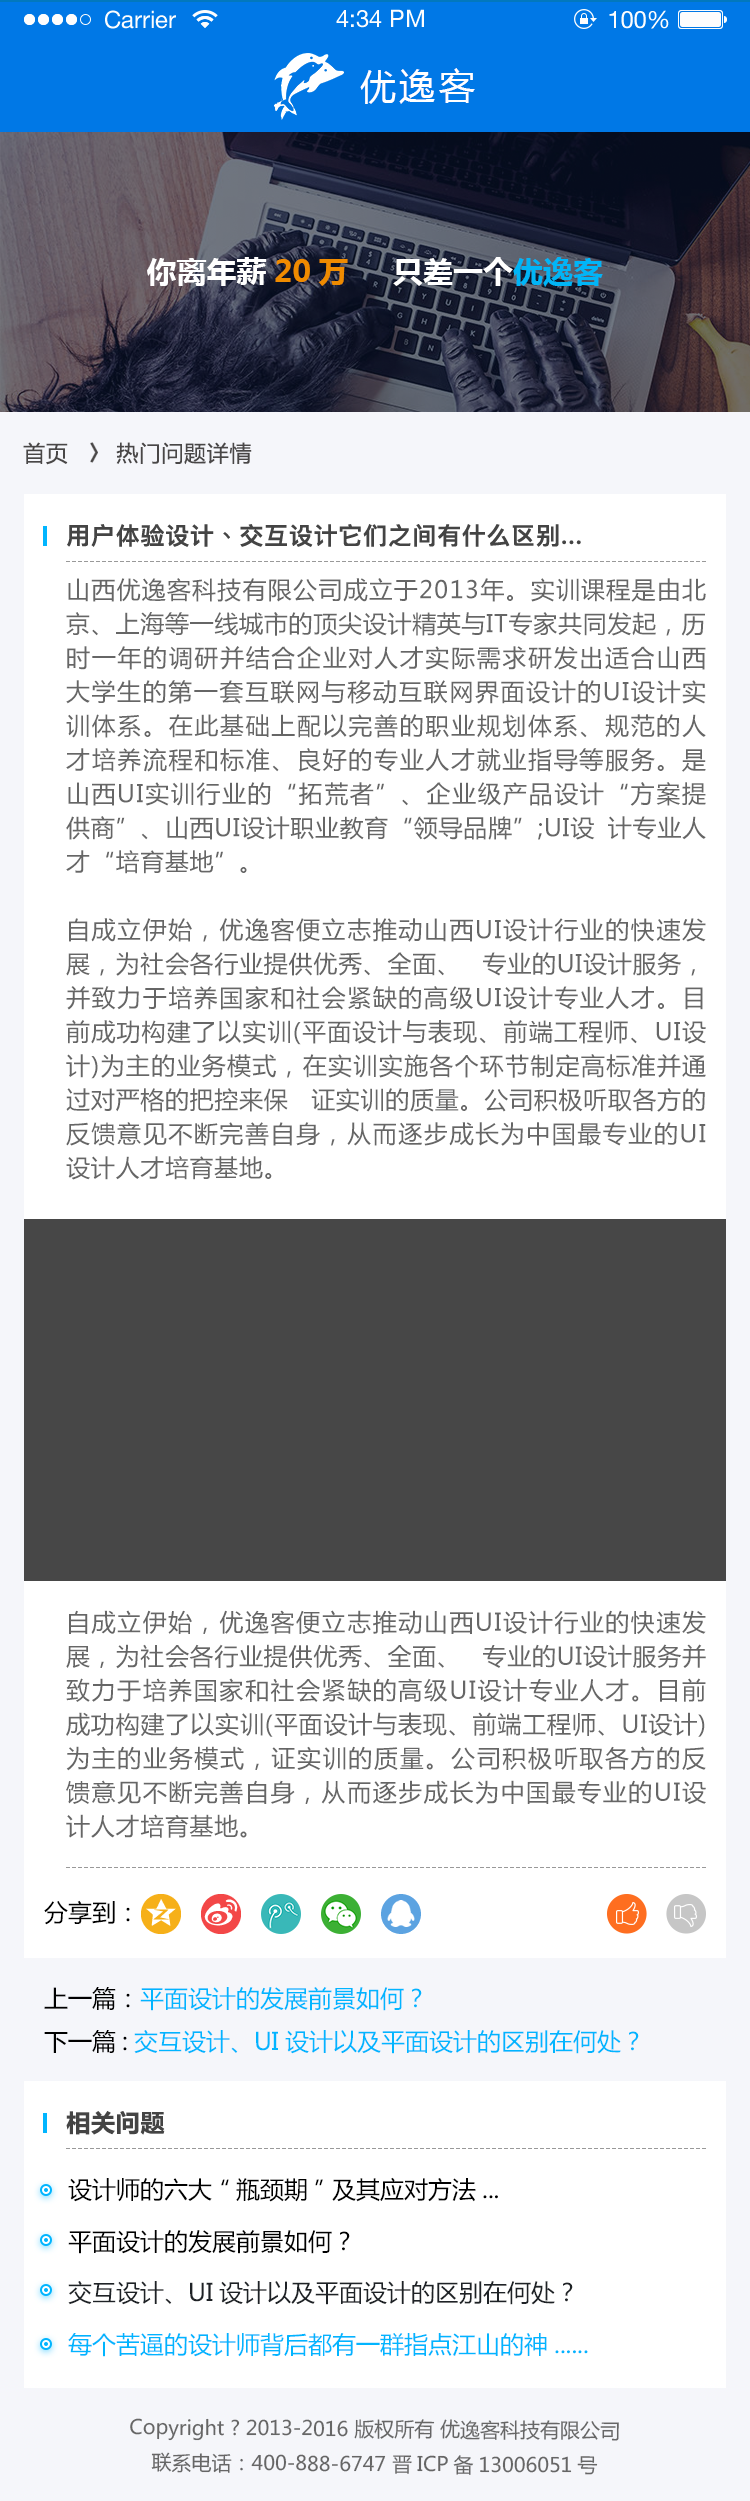 Carrier 4:34 PM 100%
优逸客
你离年薪 20 万 只差一个优逸客
首页 》 热门问题详情
用户体验设计、交互设计它们之间有什么区别...
山西优逸客科技有限公司成立于2013年。实训课程是由北
京、上海等一线城市的顶尖设计精英与IT专家共同发起，历
时一年的调研并结合企业对人才实际需求研发出适合山西
大学生的第一套互联网与移动互联网界面设计的UI设计实
训体系。在此基础上配以完善的职业规划体系、规范的人
才培养流程和标准、良好的专业人才就业指导等服务。是
山西UI实训行业的“拓荒者”、企业级产品设计“方案提
供商”、山西UI设计职业教育“领导品牌”;UI设 计专业人
才“培育基地”。
自成立伊始，优逸客便立志推动山西UI设计行业的快速发
展，为社会各行业提供优秀、全面、 专业的UI设计服务，
并致力于培养国家和社会紧缺的高级UI设计专业人才。目
前成功构建了以实训(平面设计与表现、前端工程师、UI设
计)为主的业务模式，在实训实施各个环节制定高标准并通
过对严格的把控来保 证实训的质量。公司积极听取各方的
反馈意见不断完善自身，从而逐步成长为中国最专业的UI
设计人才培育基地。
自成立伊始，优逸客便立志推动山西UI设计行业的快速发
展，为社会各行业提供优秀、全面、 专业的UI设计服务并
致力于培养国家和社会紧缺的高级UI设计专业人才。目前
成功构建了以实训(平面设计与表现、前端工程师、UI设计)
为主的业务模式，证实训的质量。公司积极听取各方的反
馈意见不断完善自身，从而逐步成长为中国最专业的UI设
计人才培育基地。
分享到：
上一篇：平面设计的发展前景如何？
下一篇：交互设计、UI 设计以及平面设计的区别在何处？
相关问题
设计师的六大＂瓶颈期＂及其应对方法 ...
平面设计的发展前景如何？
交互设计、UI 设计以及平面设计的区别在何处？
每个苦逼的设计师背后都有一群指点江山的神 ......
Copyright ? 2013-2016 版权所有 优逸客科技有限公司
联系电话：400-888-6747 晋 ICP 备 13006051 号